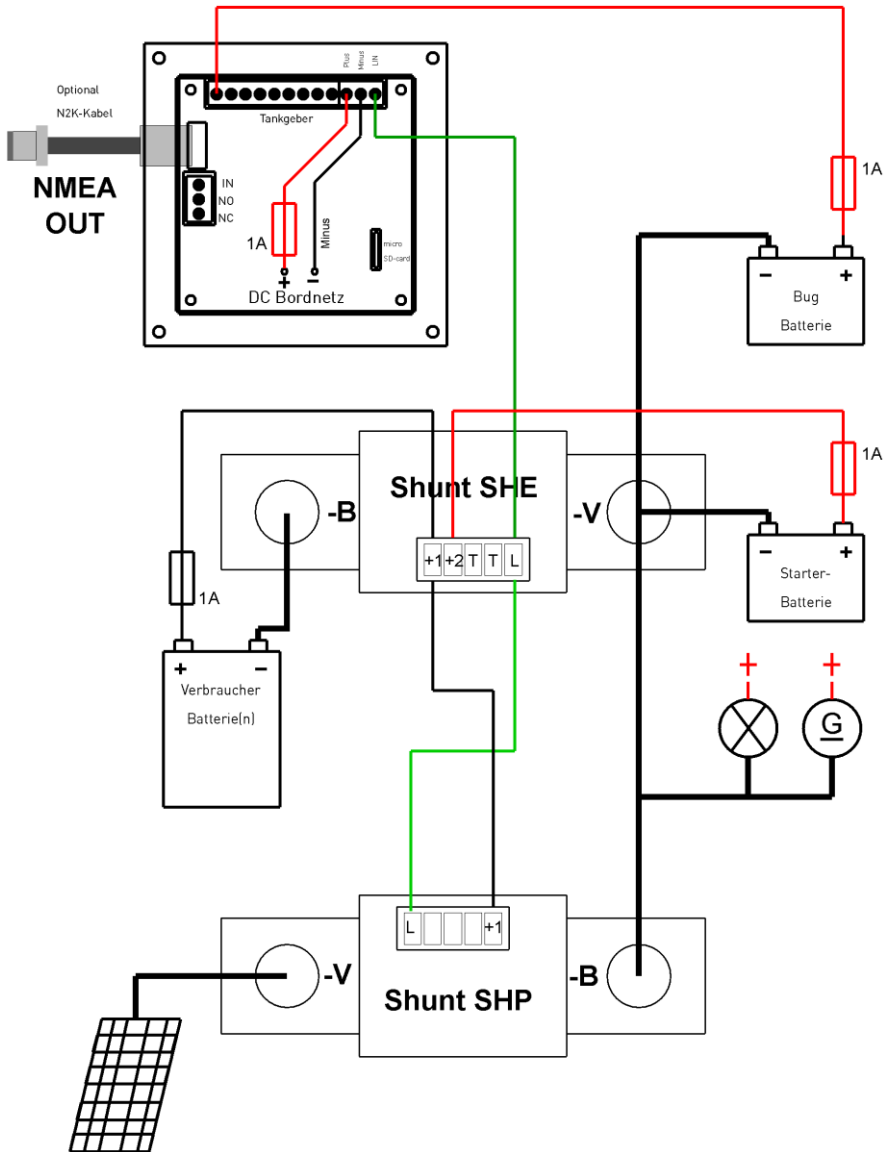 Plus
Minus
LIN
Optional
N2K-Kabel
Tankgeber
NMEA
OUT
IN
NO
NC
1A
Minus
micro
SD-card
+ −
DC Bordnetz
1A
− +
Bug
Batterie
Shunt SHE
-B
-V
+1 +2 T T L
1A
− +
Starter-
Batterie
1A
+ −
Verbraucher
Batterie(n)
+ +
G
L +1
-V
-B
Shunt SHP